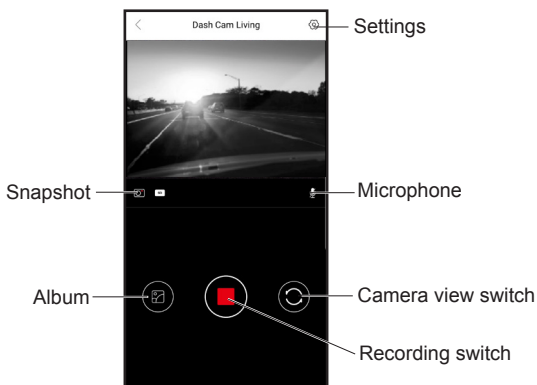 Dash Cam Living
Settings
Snapshot
Microphone
Album
Camera view switch
Recording switch